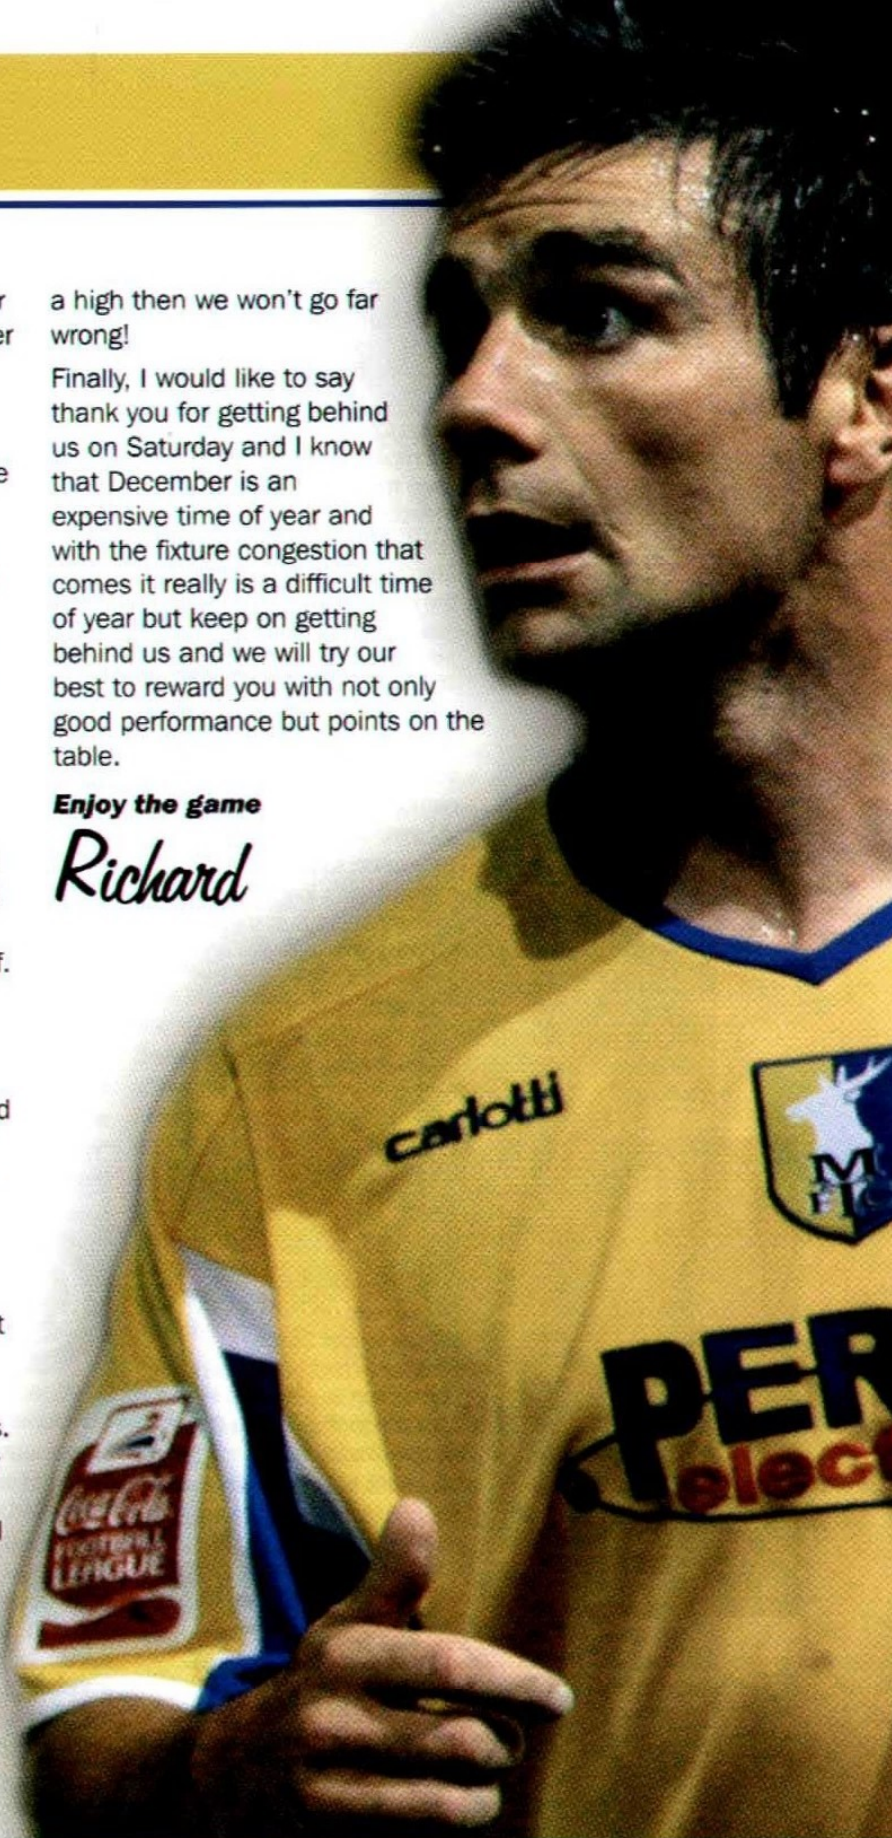 a high then we won't go far
wrong!
Finally, I would like to say
thank you for getting behind
us on Saturday and I know
that December is an
expensive time of year and
with the fixture congestion that
comes it really is a difficult time
of year but keep on getting
behind us and we will try our
best to reward you with not only
good performance but points on the
table.
Enjoy the game
Richard
carlotti
M
F
PER
elect
Coca-Cola
FOOTBALL
LEAGUE